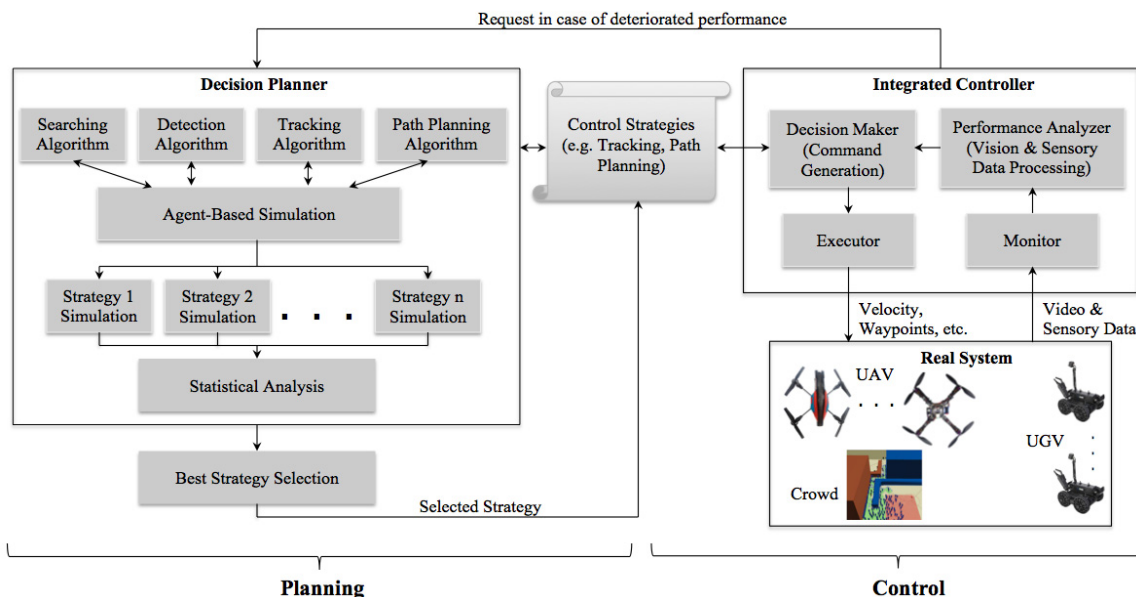 Request in case of deteriorated performance
Decision Planner
Searching
Algorithm
Detection
Algorithm
Tracking
Algorithm
Path Planning
Algorithm
Agent-Based Simulation
Strategy 1
Simulation
Strategy 2
Simulation
. . .
Strategy n
Simulation
Statistical Analysis
Best Strategy Selection
Selected Strategy
Control Strategies
(e.g. Tracking, Path
Planning)
Integrated Controller
Decision Maker
(Command
Generation)
Performance Analyzer
(Vision & Sensory
Data Processing)
Executor
Monitor
Velocity,
Waypoints, etc.
Video &
Sensory Data
Real System
UAV
. . .
UGV
Crowd
Planning
Control